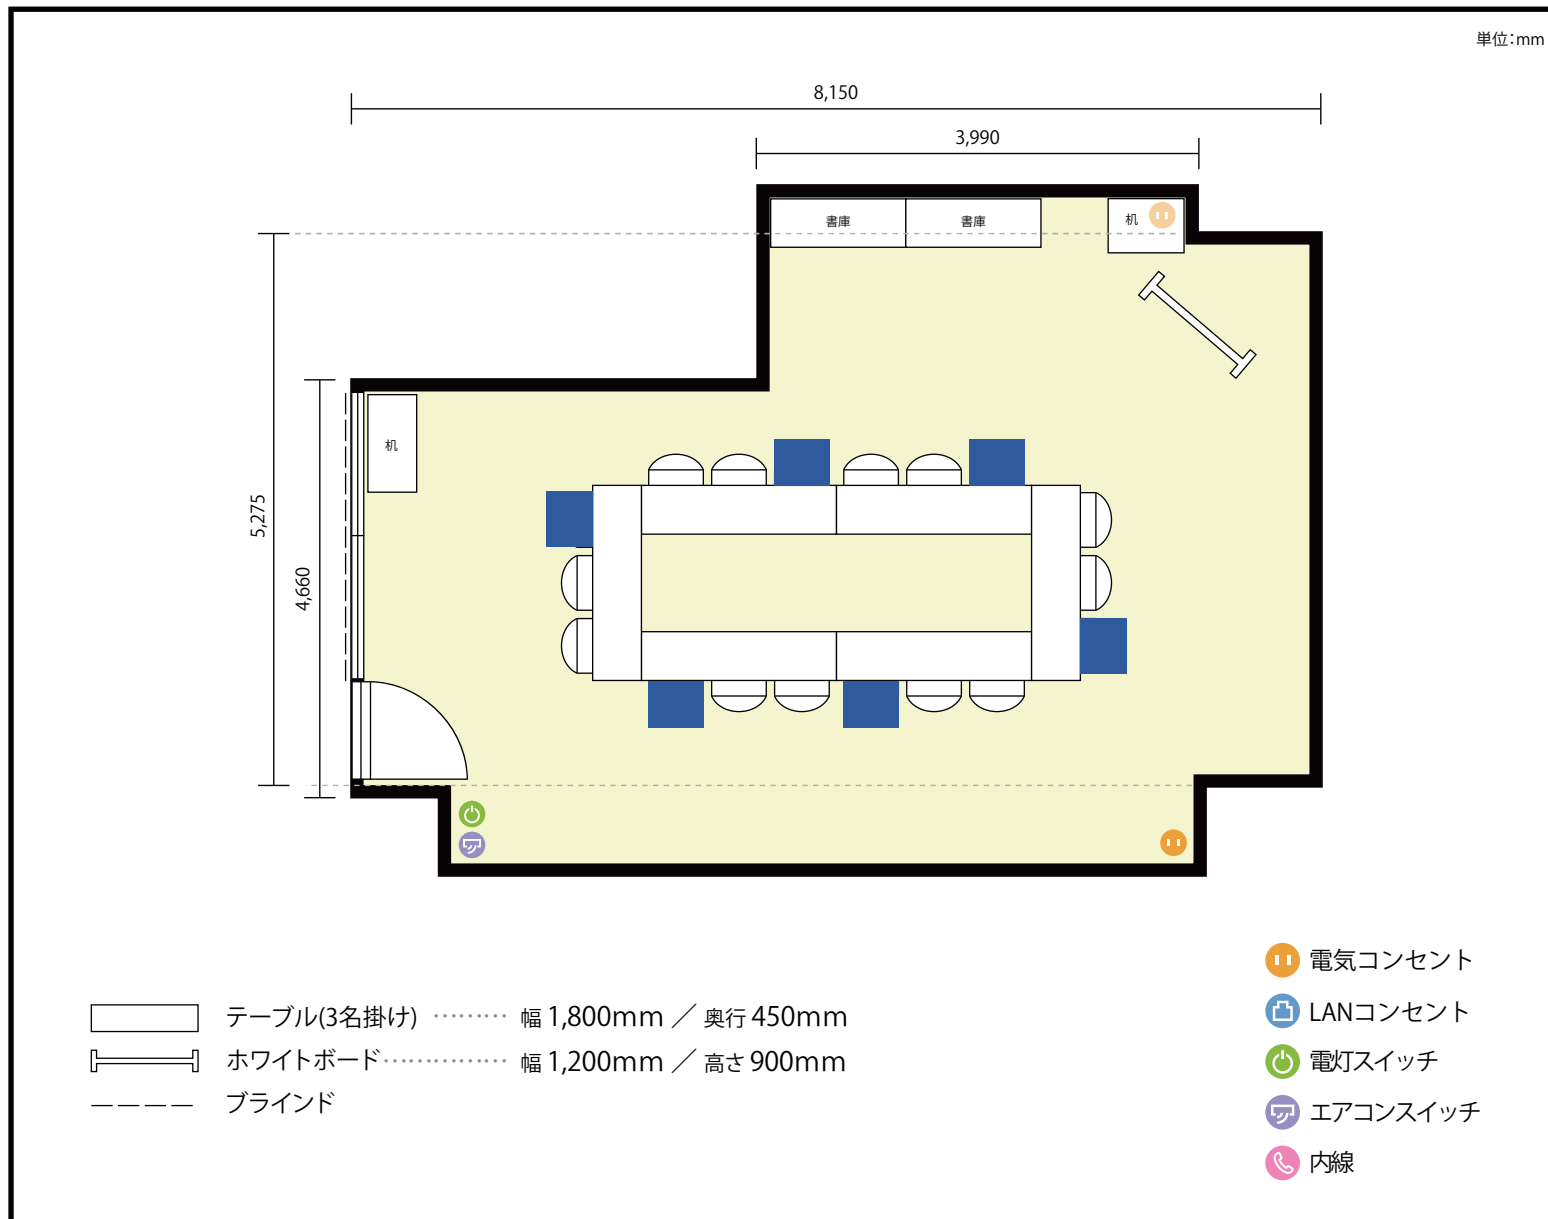 単位:mm
8,150
3,990
書庫
書庫
机
机
5,275
4,660
テーブル(3名掛け) ········· 幅 1,800mm ／ 奥行 450mm
ホワイトボード··············· 幅 1,200mm ／ 高さ 900mm
ブラインド
電気コンセント
LANコンセント
電灯スイッチ
エアコンスイッチ
内線